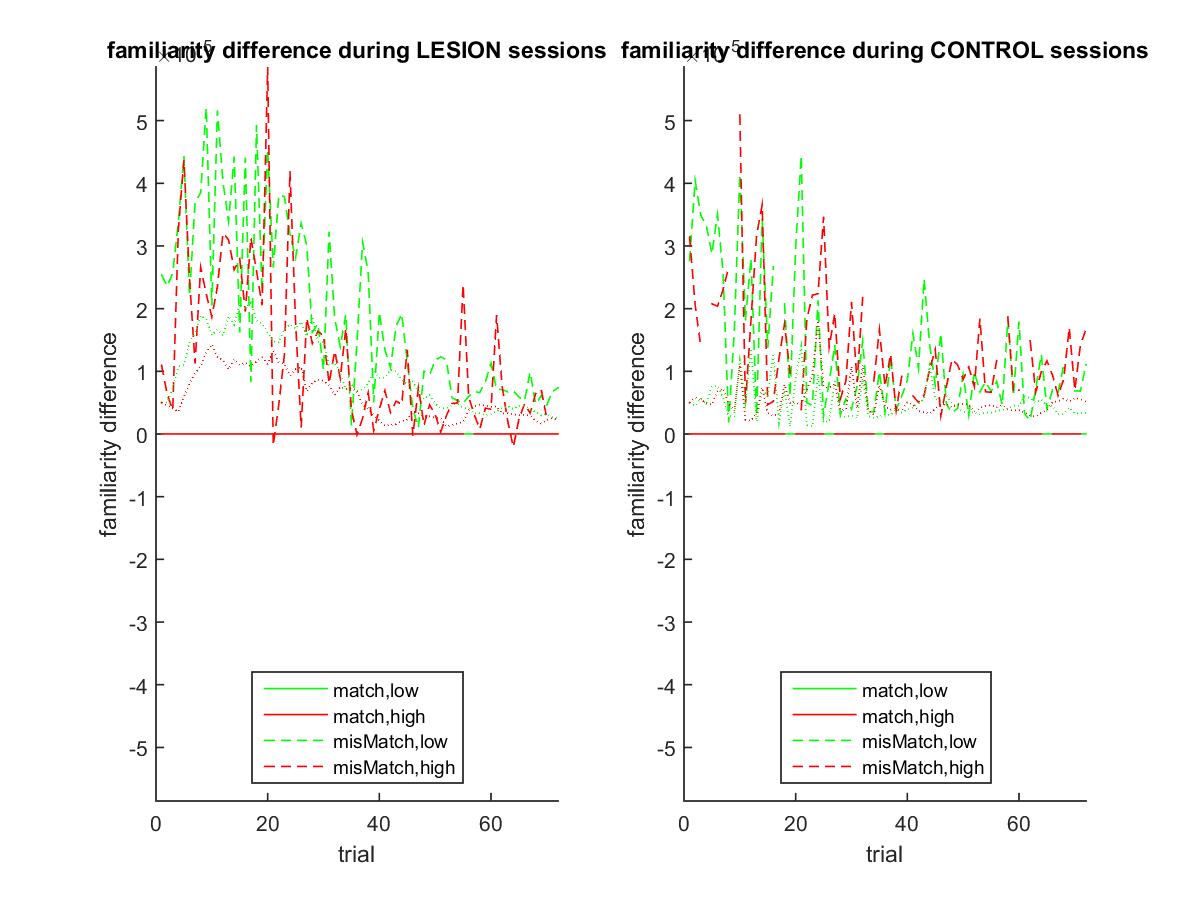 familiarity difference during LESION sessions
familiarity difference during CONTROL sessions
familiarity difference
5
4
3
2
1
0
-1
-2
-3
-4
-5
match,low
match,high
misMatch,low
misMatch,high
0 20 40 60
trial
familiarity difference
5
4
3
2
1
0
-1
-2
-3
-4
-5
match,low
match,high
misMatch,low
misMatch,high
0 20 40 60
trial